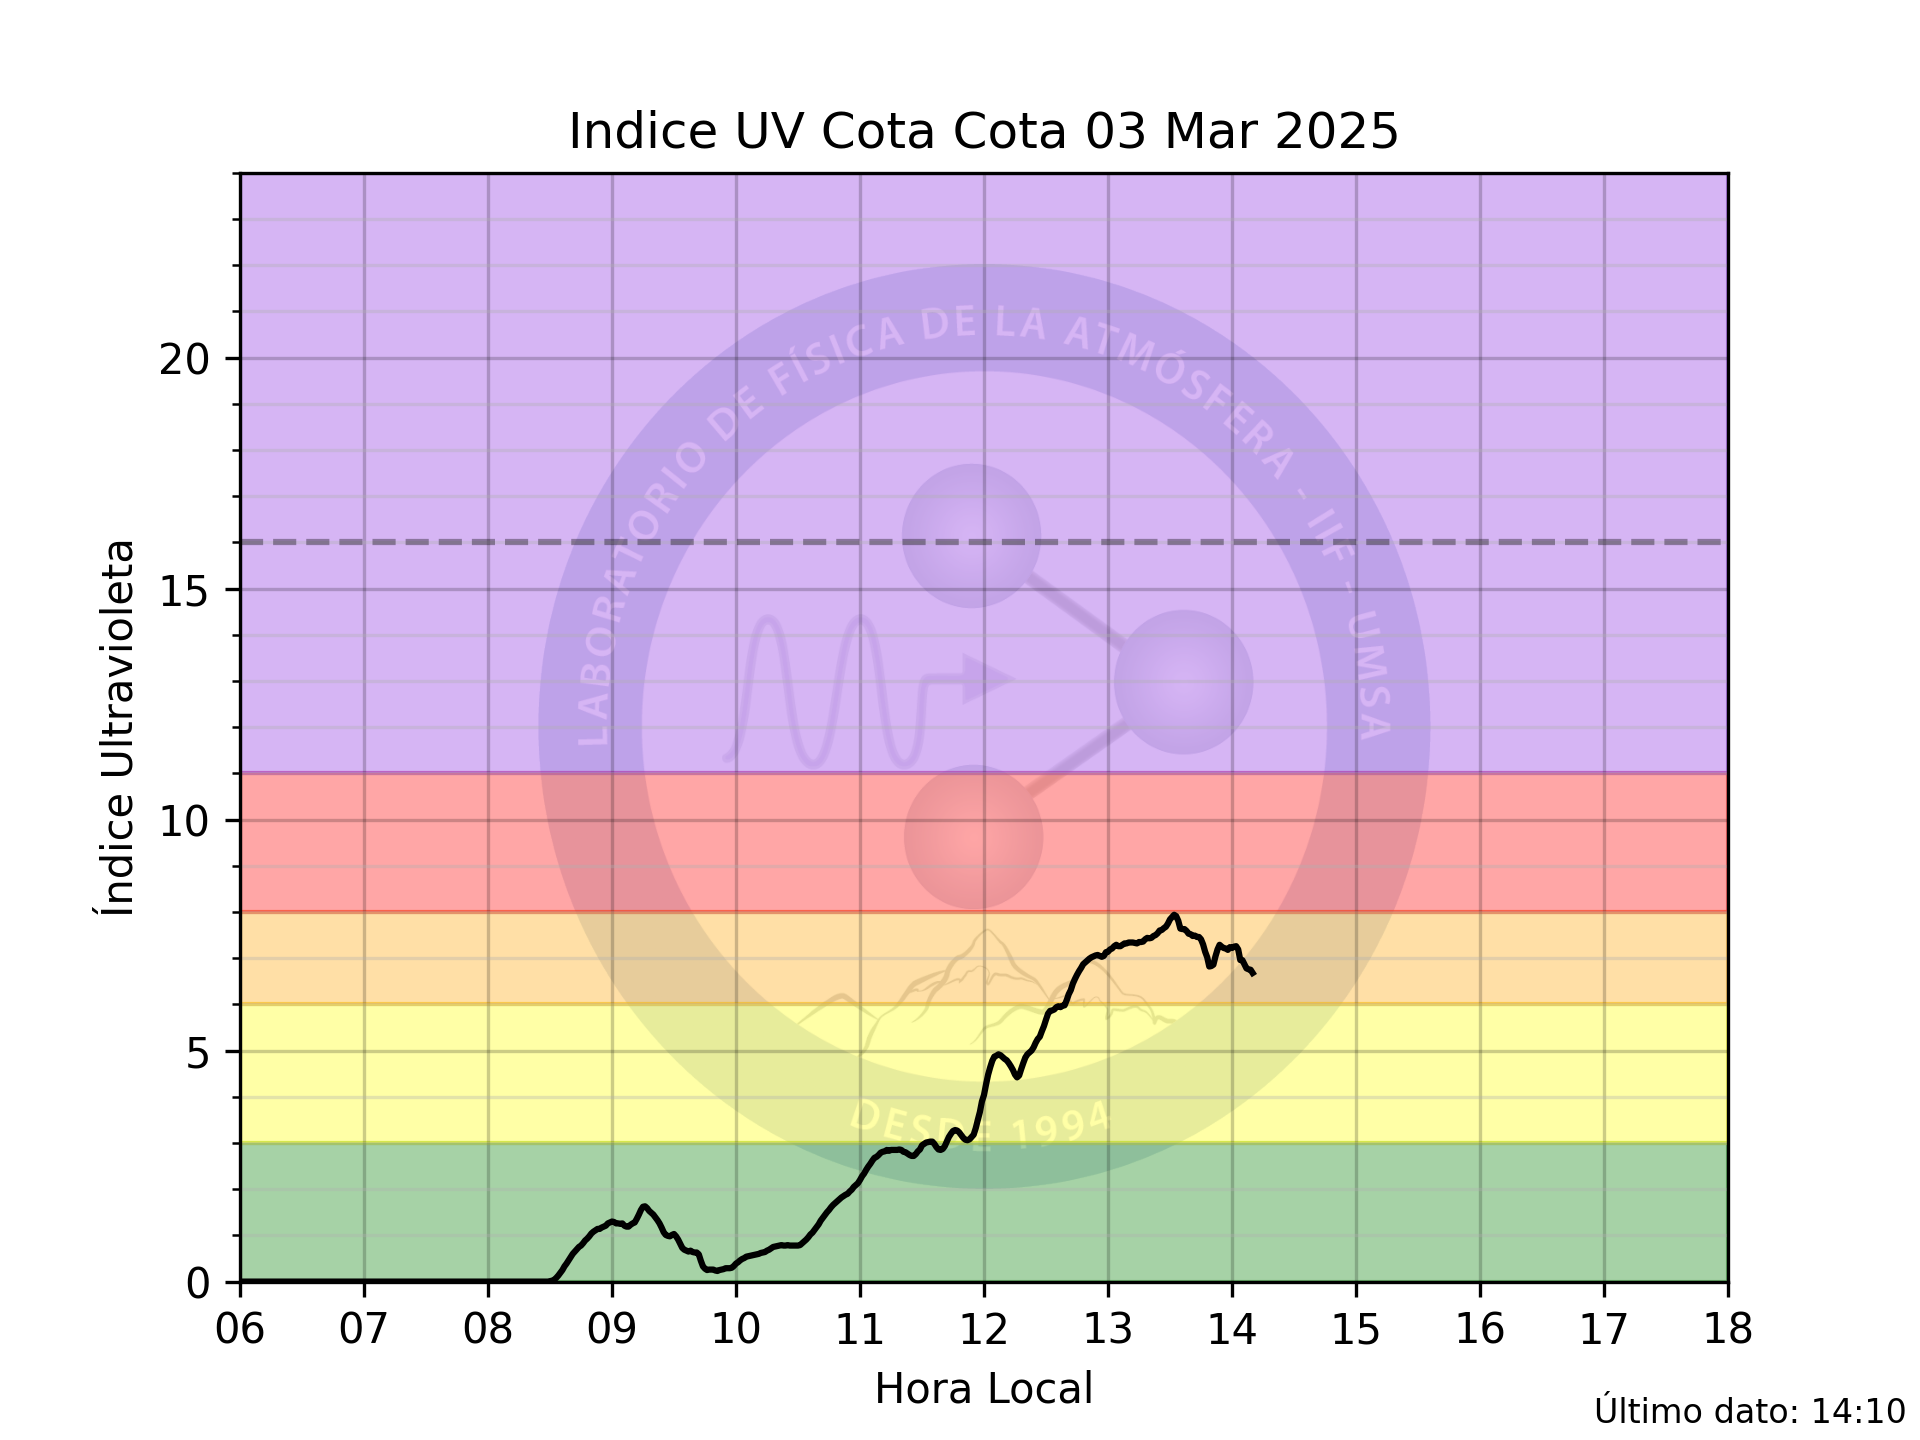 Indice UV Cota Cota 03 Mar 2025
LABORATORIO DE FÍSICA DE LA ATMÓSFERA - IIF - UMSA
DESDE 1994
Índice Ultravioleta
20
15
10
5
0
06 07 08 09 10 11 12 13 14 15 16 17 18
Hora Local
Último dato: 14:10